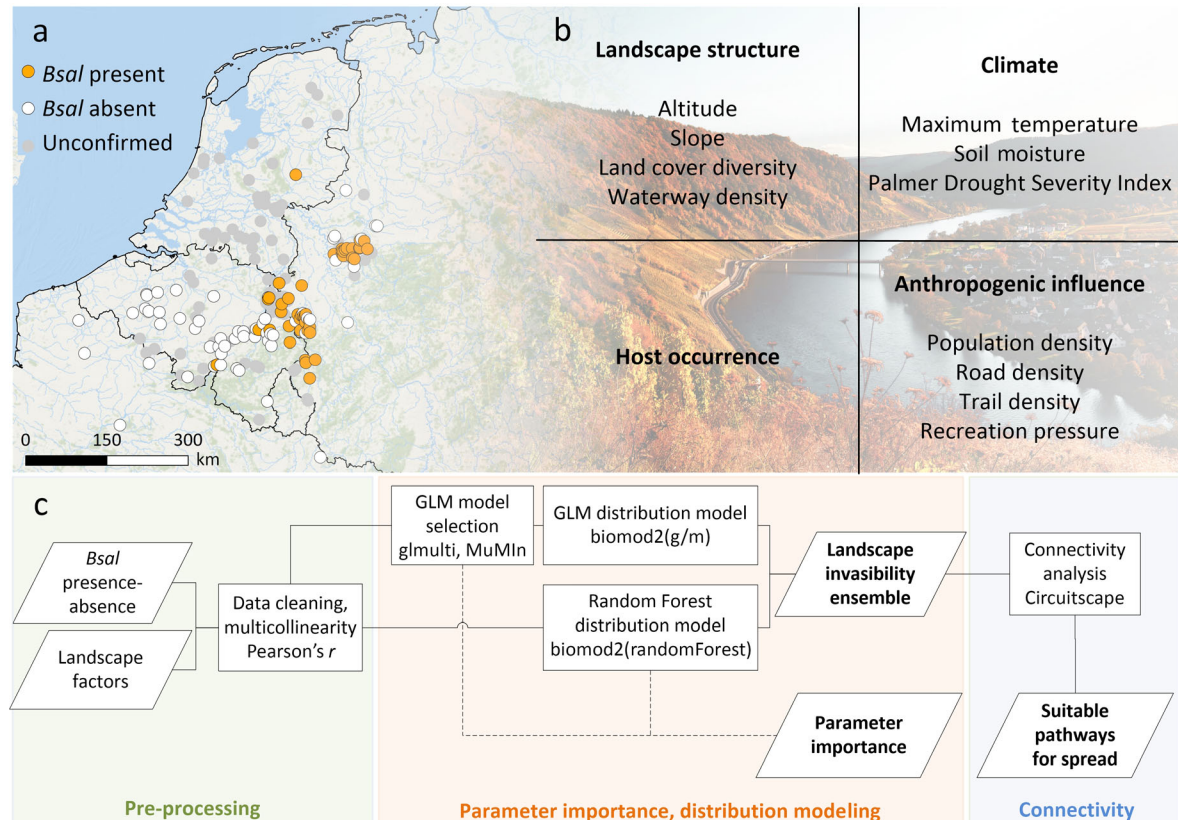 a
Bsal present
Bsal absent
Unconfirmed
0 150 300
km
b
Landscape structure
Altitude
Slope
Land cover diversity
Waterway density
Climate
Maximum temperature
Soil moisture
Palmer Drought Severity Index
Host occurrence
Anthropogenic influence
Population density
Road density
Trail density
Recreation pressure
c
Bsal
presence-
absence
Landscape
factors
Data cleaning,
multicollinearity
Pearson's r
GLM model
selection
glmulti, MuMIn
GLM distribution model
biomod2(g/m)
Random Forest
distribution model
biomod2(randomForest)
Landscape
invasibility
ensemble
Parameter
importance
Connectivity
analysis
Circuitscape
Suitable
pathways
for spread
Pre-processing
Parameter importance, distribution modeling
Connectivity